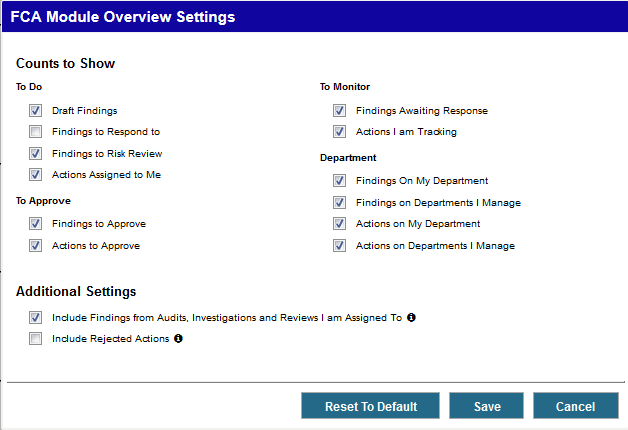 FCA Module Overview Settings
Counts to Show
To Do
Draft Findings
Findings to Respond to
Findings to Risk Review
Actions Assigned to Me
To Approve
Findings to Approve
Actions to Approve
To Monitor
Findings Awaiting Response
Actions I am Tracking
Department
Findings On My Department
Findings on Departments I Manage
Actions on My Department
Actions on Departments I Manage
Additional Settings
Include Findings from Audits, Investigations and Reviews I am Assigned To
Include Rejected Actions
Reset To Default
Save
Cancel